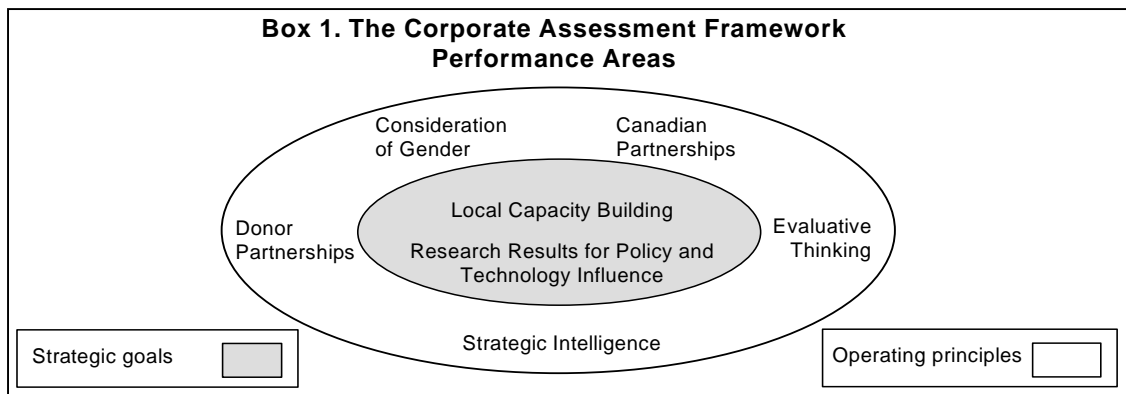 Box 1. The Corporate Assessment Framework
Performance Areas
Consideration
of Gender
Canadian
Partnerships
Local Capacity Building
Donor
Partnerships
Evaluative
Thinking
Research Results for Policy and
Technology Influence
Strategic Intelligence
Strategic goals
Operating principles